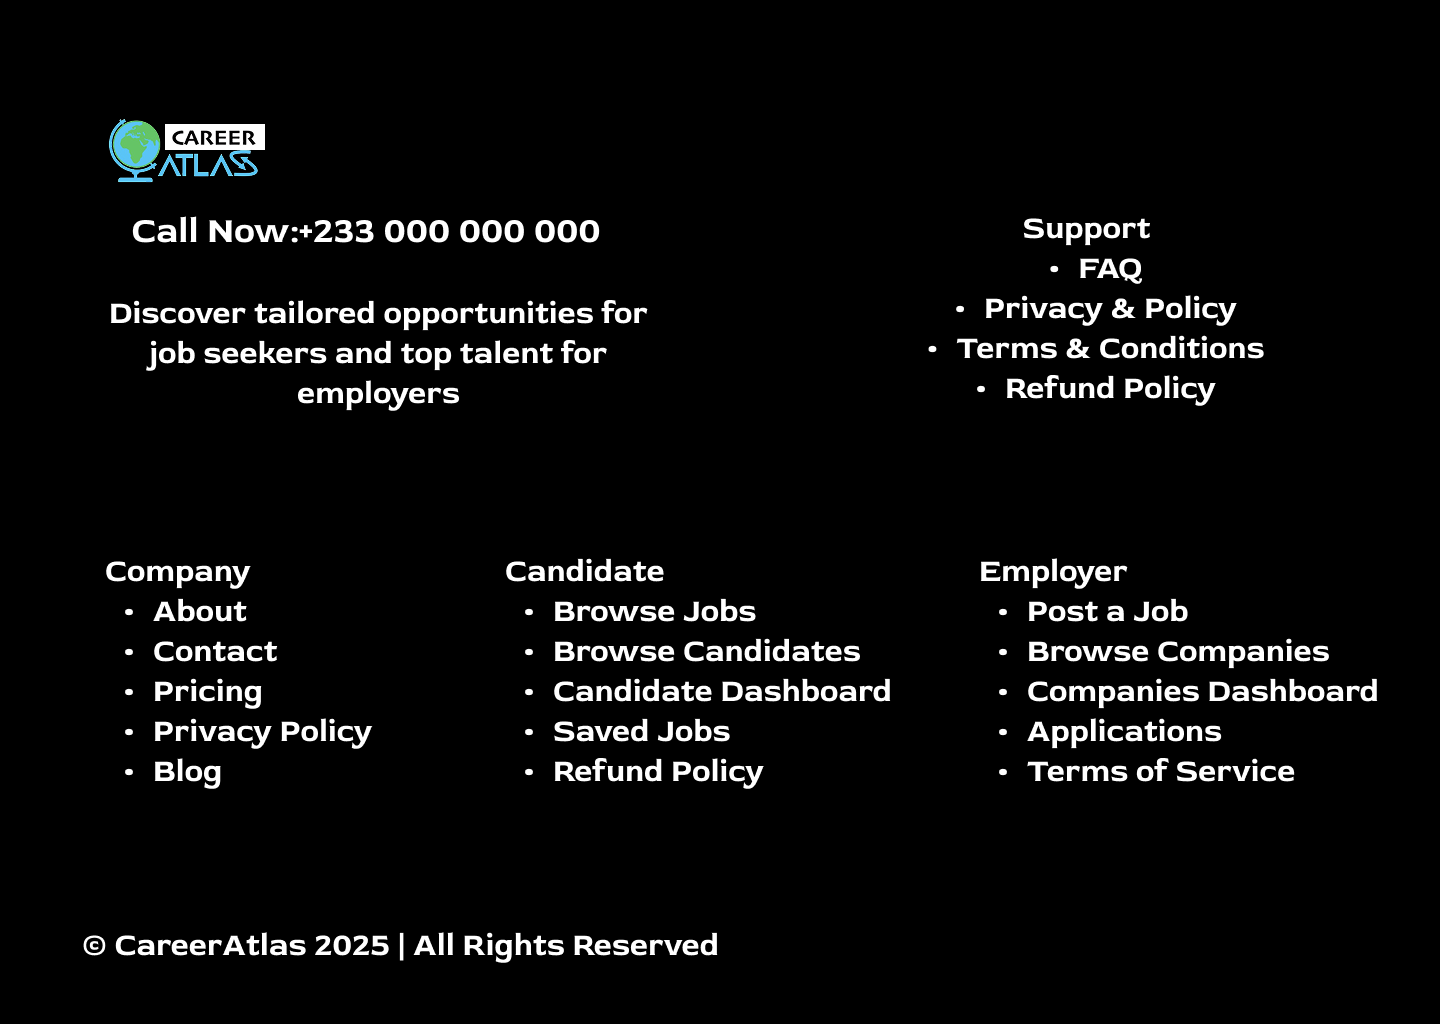 CAREER
ATLAS
Call Now:+233 000 000 000
Discover tailored opportunities for
job seekers and top talent for
employers
Support
• FAQ
• Privacy & Policy
• Terms & Conditions
• Refund Policy
Company
• About
• Contact
• Pricing
• Privacy Policy
• Blog
Candidate
• Browse Jobs
• Browse Candidates
• Candidate Dashboard
• Saved Jobs
• Refund Policy
Employer
• Post a Job
• Browse Companies
• Companies Dashboard
• Applications
• Terms of Service
© CareerAtlas 2025 | All Rights Reserved